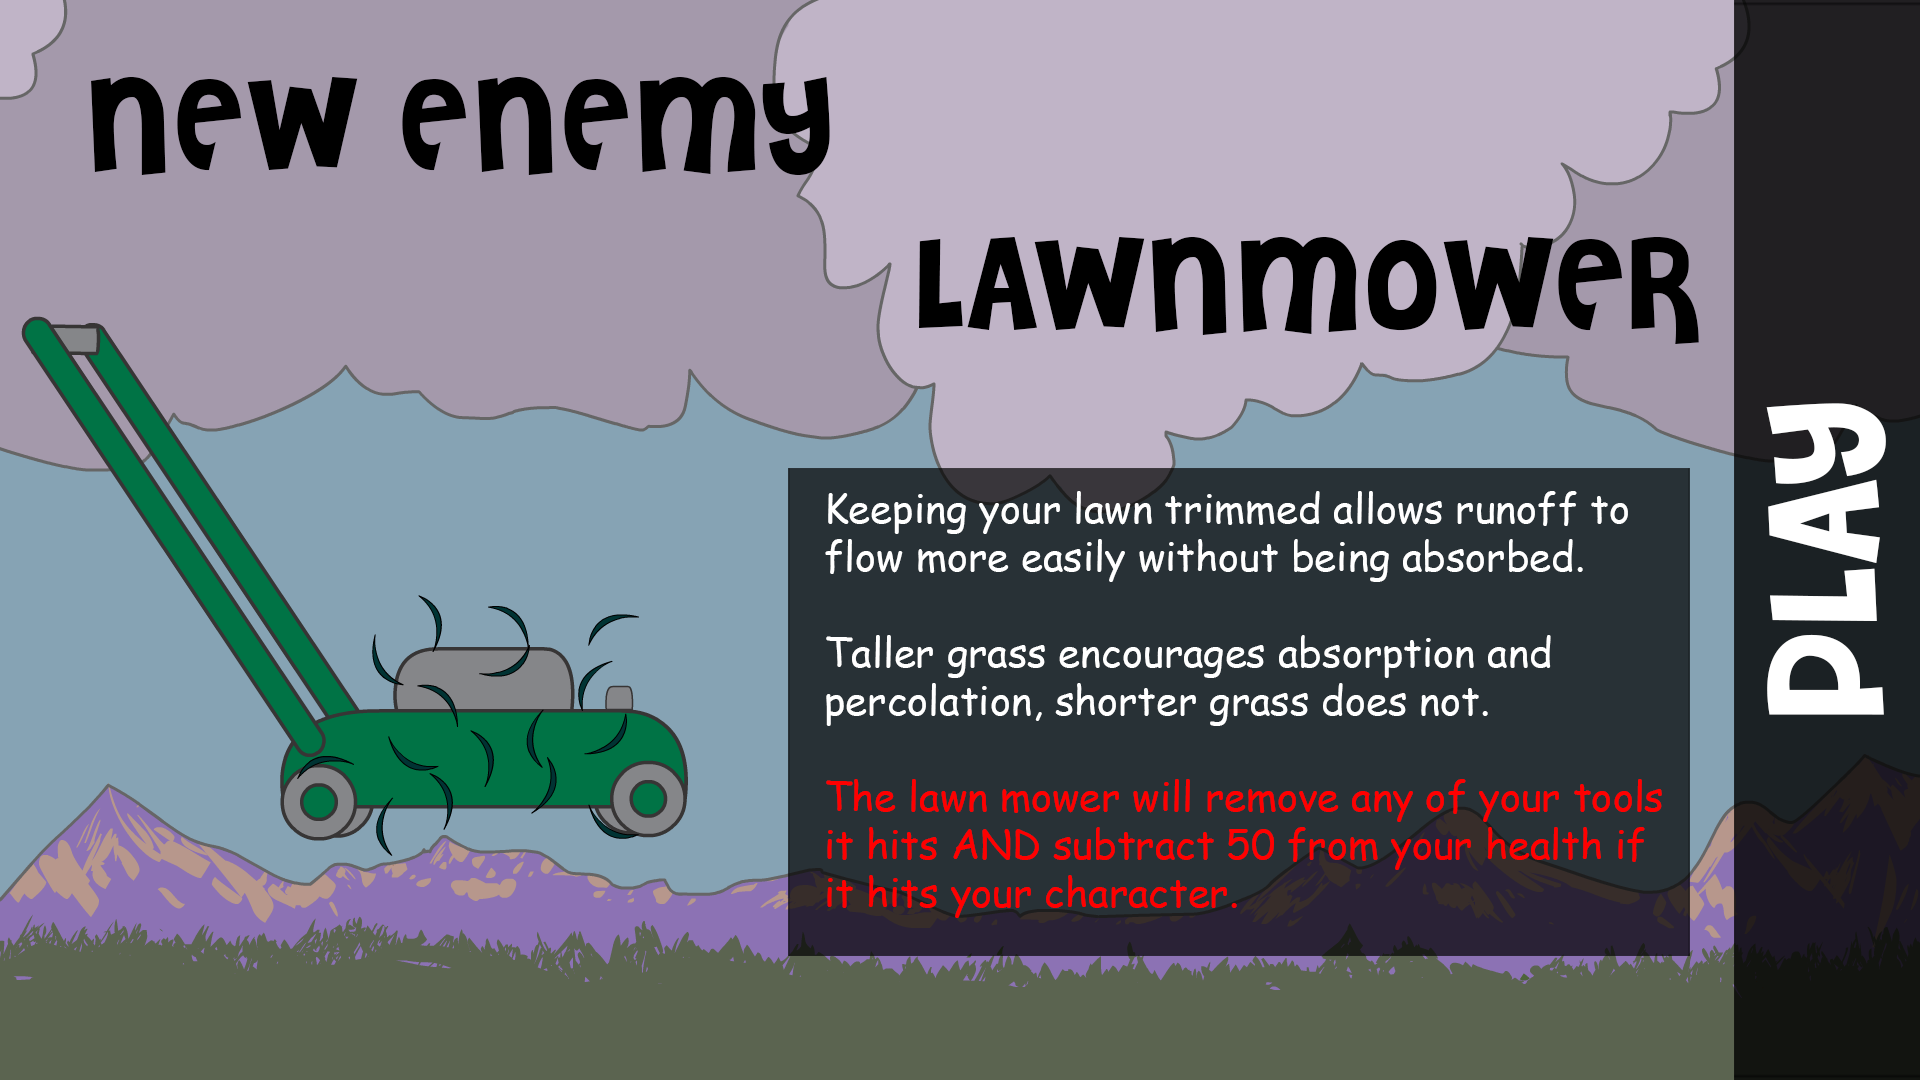 new enemy
LAWnmoweR
Keeping your lawn trimmed allows runoff to
flow more easily without being absorbed.
Taller grass encourages absorption and
percolation, shorter grass does not.
The lawn mower will remove any of your tools
it hits AND subtract 50 from your health if
it hits your character.
PLAY